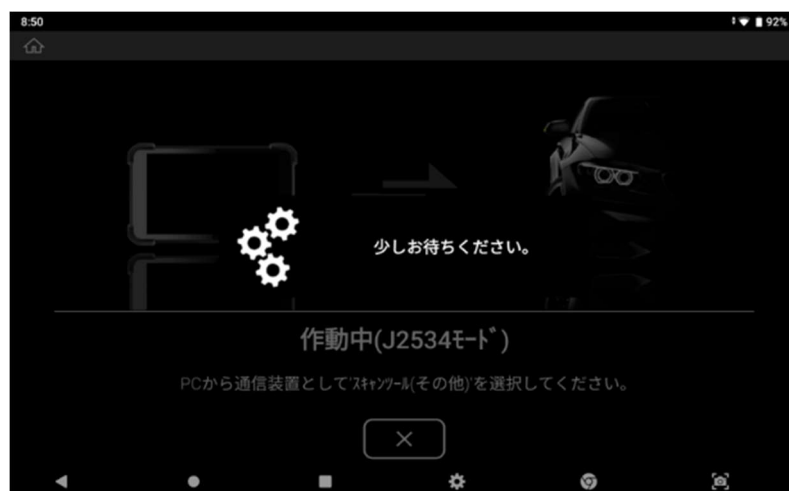 8:50
92%
少しお待ちください。
作動中(J2534ﾓｰﾄﾞ)
PCから通信装置として'ｽｷｬﾝﾂｰﾙ(その他)'を選択してください。